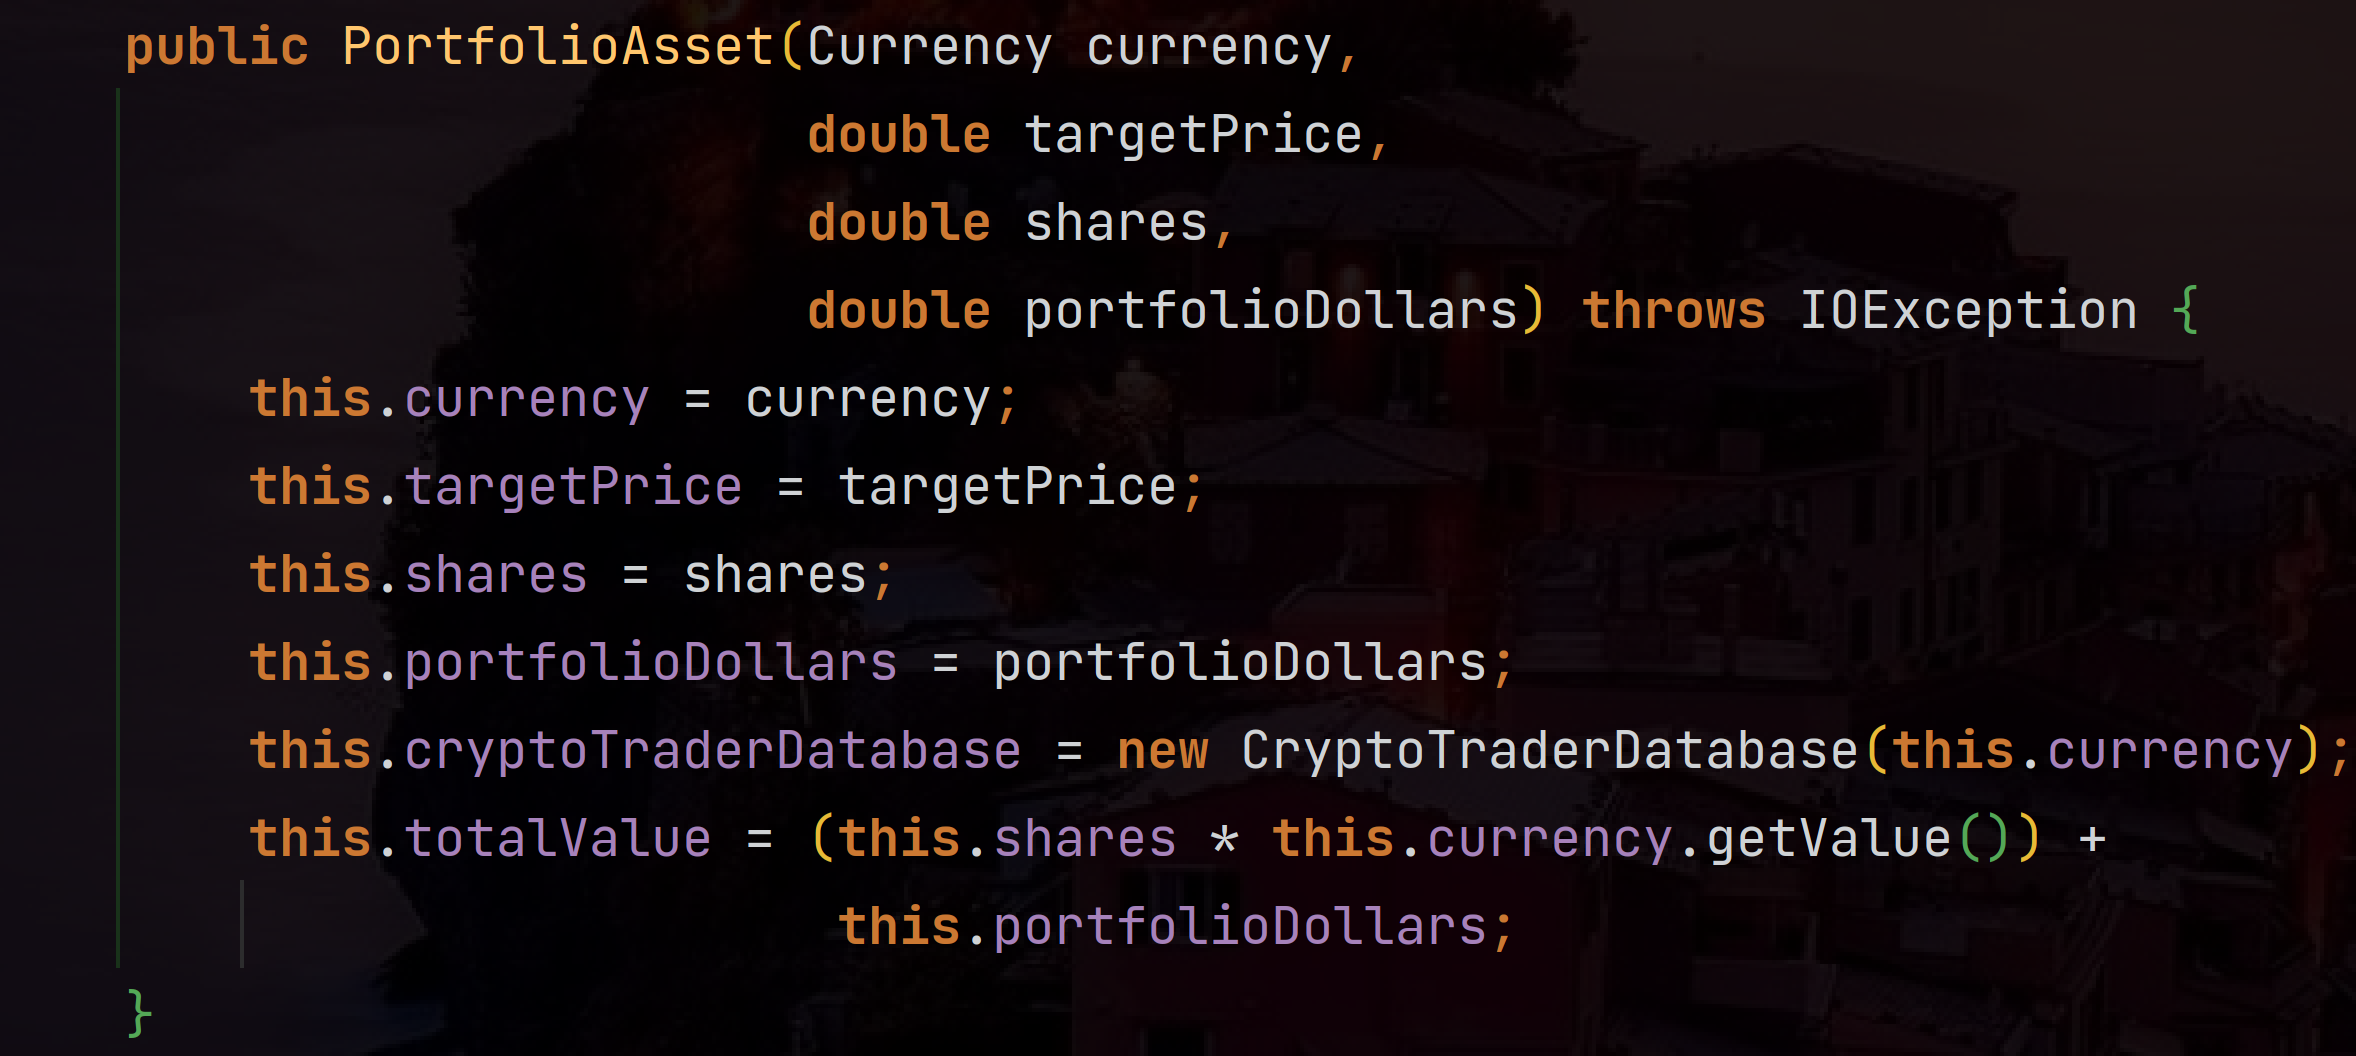 public PortfolioAsset(Currency currency,
double targetPrice,
double shares,
double portfolioDollars) throws IOException {
this.currency = currency;
this.targetPrice = targetPrice;
this.shares = shares;
this.portfolioDollars = portfolioDollars;
this.cryptoTraderDatabase = new CryptoTraderDatabase(this.currency);
this.totalValue = (this.shares * this.currency.getValue()) +
this.portfolioDollars;
}